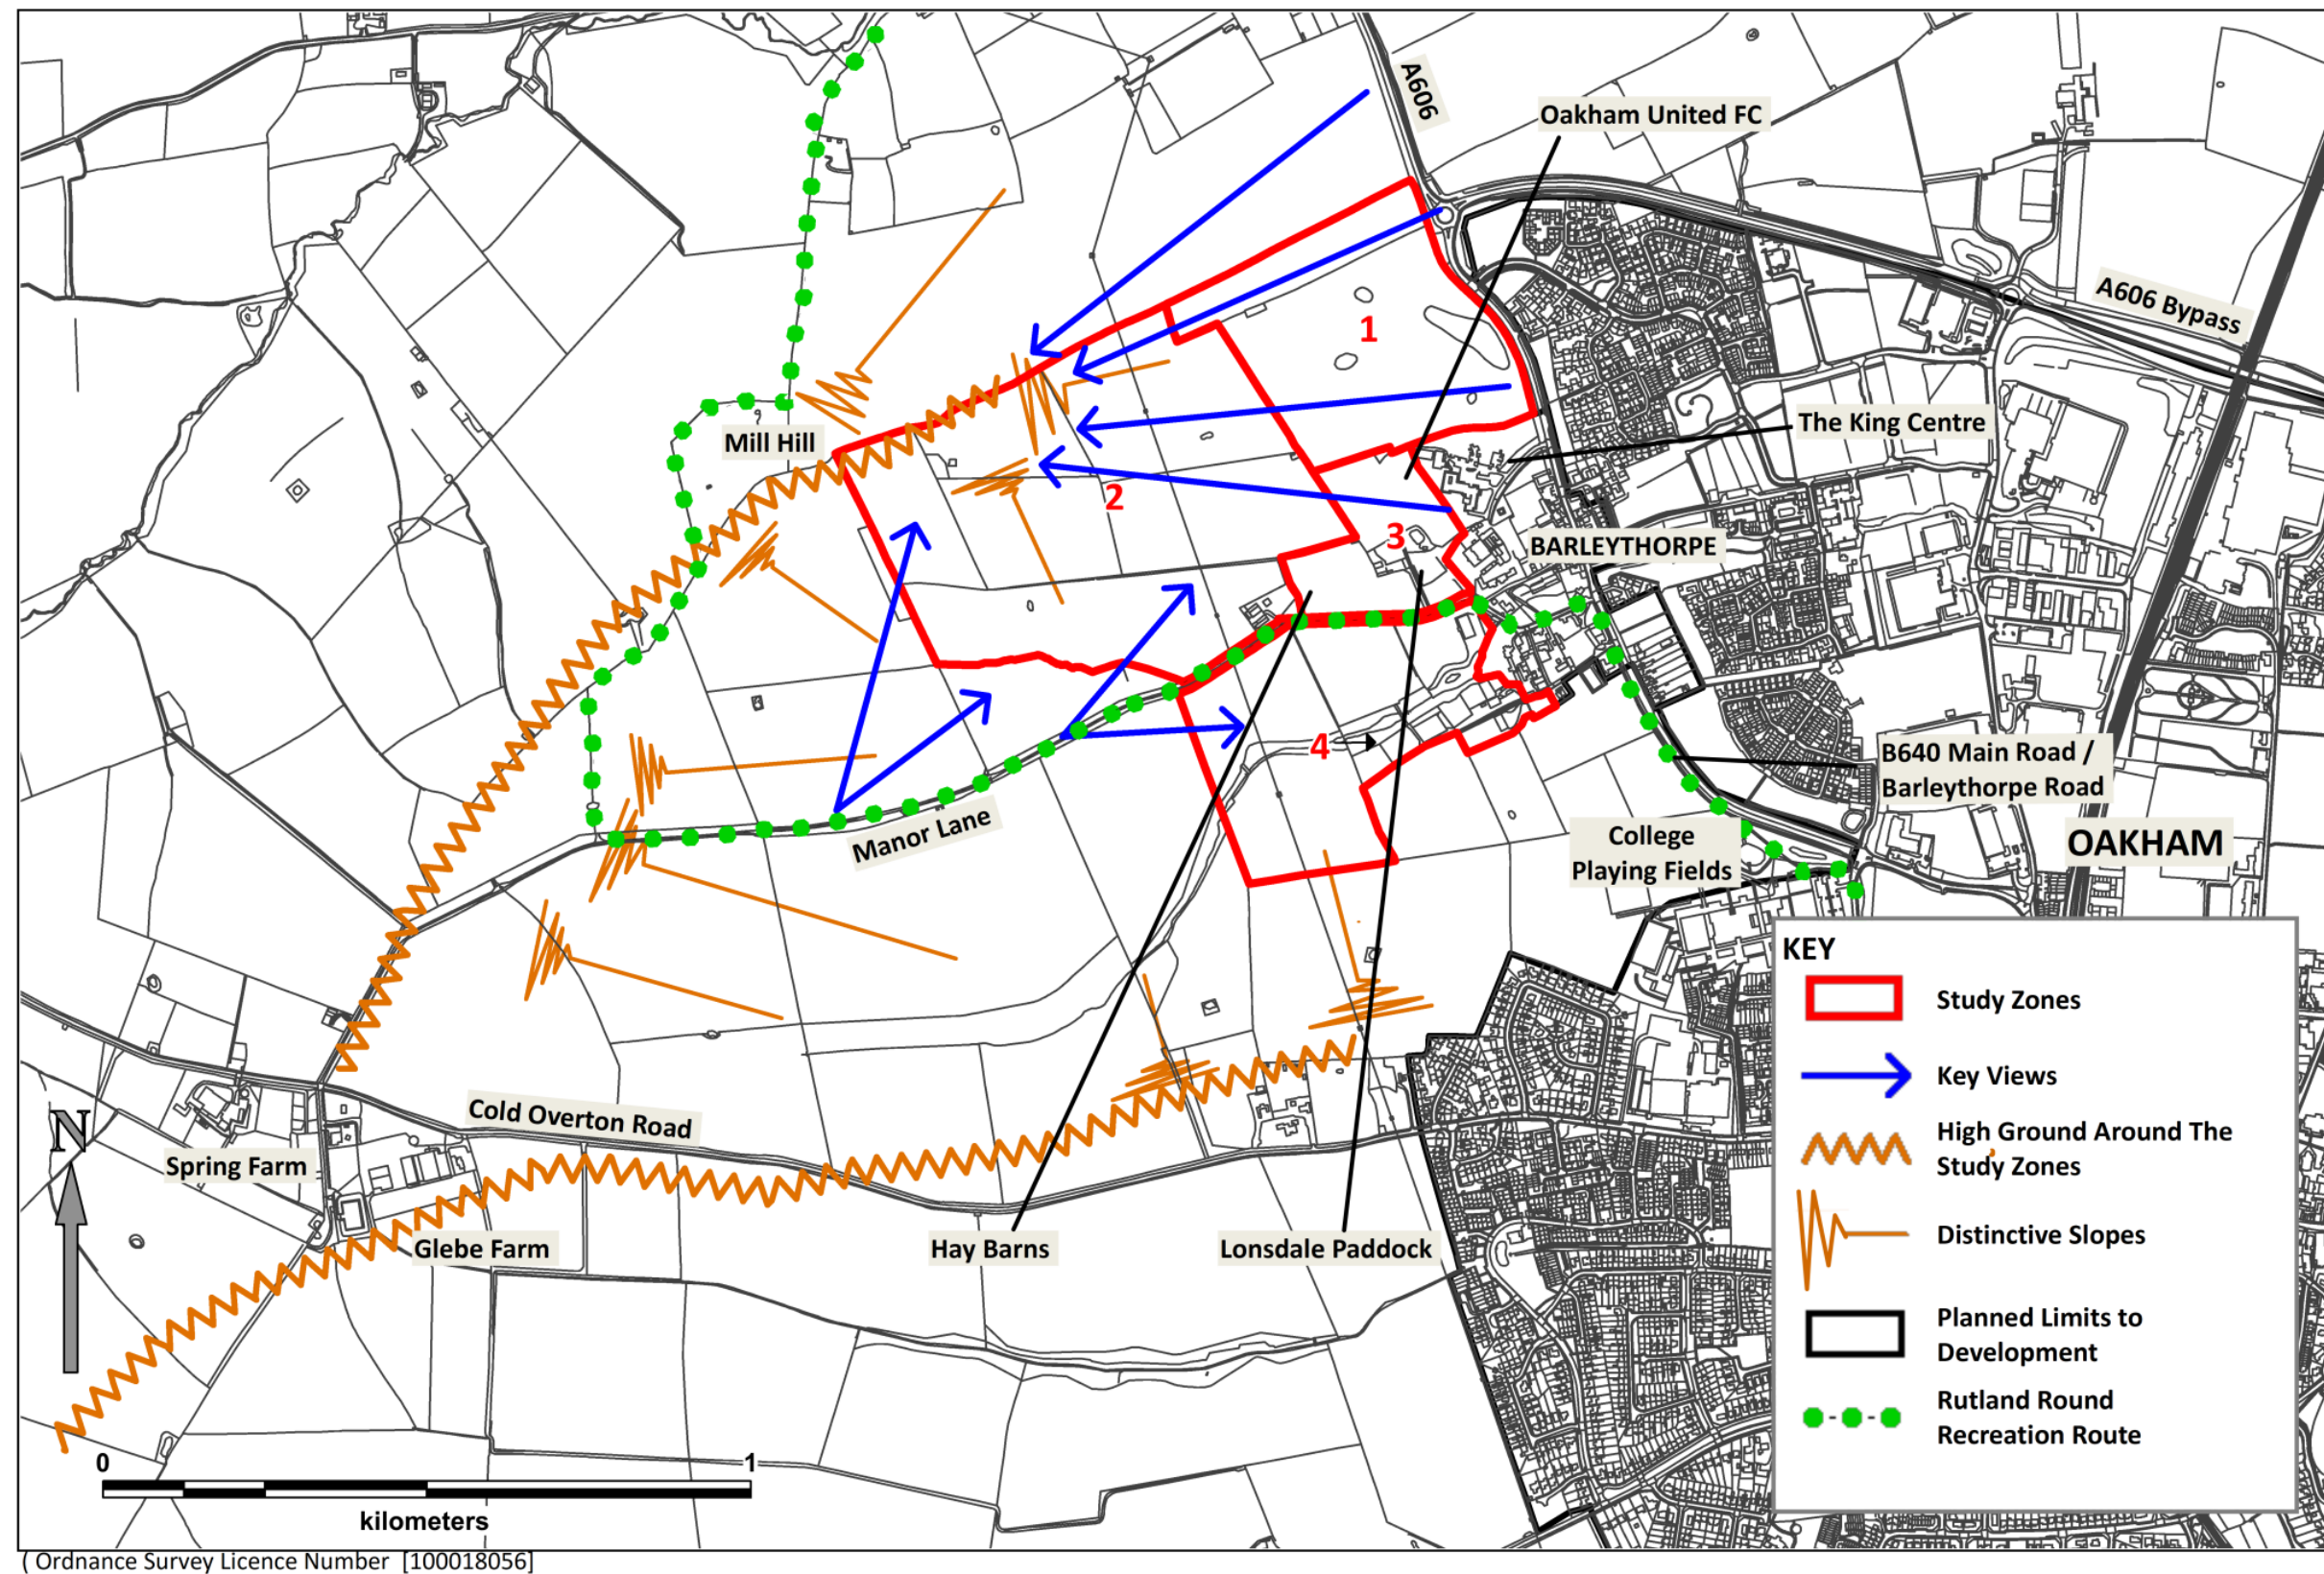 A606
Oakham United FC
A606 Bypass
1
The King Centre
Mill Hill
2
3
BARLEYTHORPE
4
B640 Main Road /
Barleythorpe Road
Manor Lane
College
Playing Fields
OAKHAM
KEY
Study Zones
Key Views
High Ground Around The
Study Zones
Distinctive Slopes
Planned Limits to
Development
Rutland Round
Recreation Route
N
Cold Overton Road
Spring Farm
Glebe Farm
Hay Barns
Lonsdale Paddock
0 1
kilometers
( Ordnance Survey Licence Number [100018056]